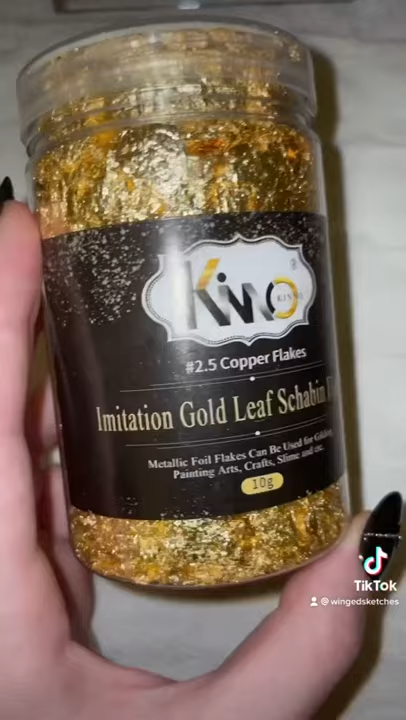 Kiwo
#2.5 Copper Flakes
Imitation Gold Leaf Schabin
Metallic Foil Flakes Can Be Used for Gilding,
Painting Arts, Crafts, Slime and etc.
10g
TikTok
@wingedsketches